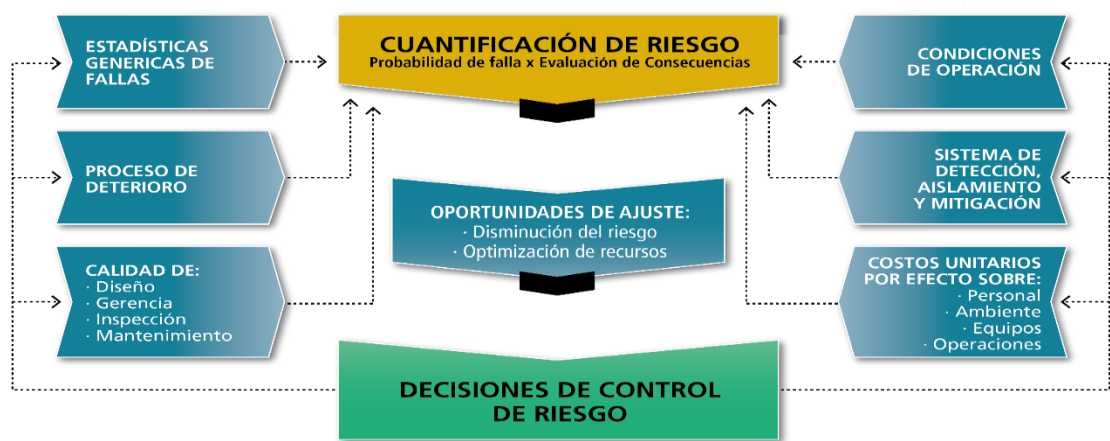 ESTADÍSTICAS
GENERICAS DE
FALLAS
CUANTIFICACIÓN DE RIESGO
Probabilidad de falla x Evaluación de Consecuencias
CONDICIONES
DE OPERACIÓN
PROCESO DE
DETERIORO
OPORTUNIDADES DE AJUSTE:
· Disminución del riesgo
· Optimización de recursos
SISTEMA DE
DETECCIÓN,
AISLAMIENTO
Y MITIGACIÓN
CALIDAD DE:
· Diseño
· Gerencia
· Inspección
· Mantenimiento
COSTOS UNITARIOS
POR EFECTO SOBRE:
· Personal
· Ambiente
· Equipos
· Operaciones
DECISIONES DE CONTROL
DE RIESGO